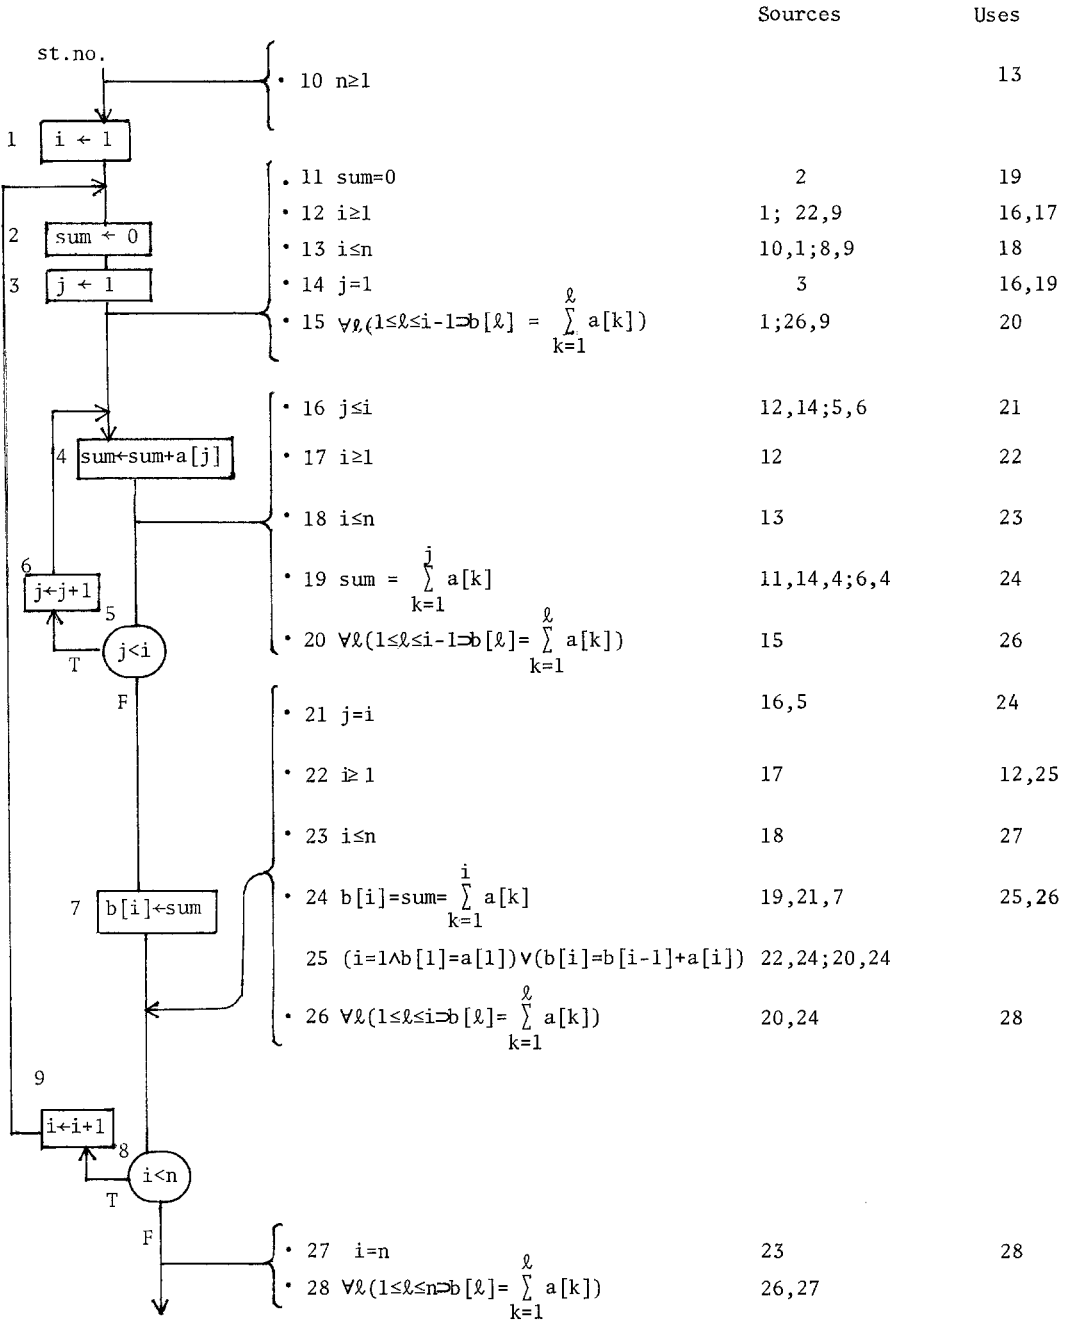 Sources Uses
st.no.
• 10 n≥1 13
1 i ← 1
• 11 sum=0 2 19
• 12 i≥1 1; 22,9 16,17
2 sum ← 0
• 13 i≤n 10,1;8,9 18
3 j ← 1
• 14 j=1 3 16,19
• 15 ∀ℓ(1≤ℓ≤i-1⊃b[ℓ] = ∑_{k=1}^{ℓ} a[k]) 1;26,9 20
• 16 j≤i 12,14;5,6 21
4 sum←sum+a[j]
• 17 i≥1 12 22
• 18 i≤n 13 23
6 j←j+1
• 19 sum = ∑_{k=1}^{j} a[k] 11,14,4;6,4 24
5 j<i
T
• 20 ∀ℓ(1≤ℓ≤i-1⊃b[ℓ]= ∑_{k=1}^{ℓ} a[k]) 15 26
F
• 21 j=i 16,5 24
• 22 i≥1 17 12,25
• 23 i≤n 18 27
7 b[i]←sum
• 24 b[i]=sum= ∑_{k=1}^{i} a[k] 19,21,7 25,26
25 (i=1∧b[1]=a[1])∨(b[i]=b[i-1]+a[i]) 22,24;20,24
• 26 ∀ℓ(1≤ℓ≤i⊃b[ℓ]= ∑_{k=1}^{ℓ} a[k]) 20,24 28
9 i←i+1
8 i<n
T
F
• 27 i=n 23 28
• 28 ∀ℓ(1≤ℓ≤n⊃b[ℓ]= ∑_{k=1}^{ℓ} a[k]) 26,27